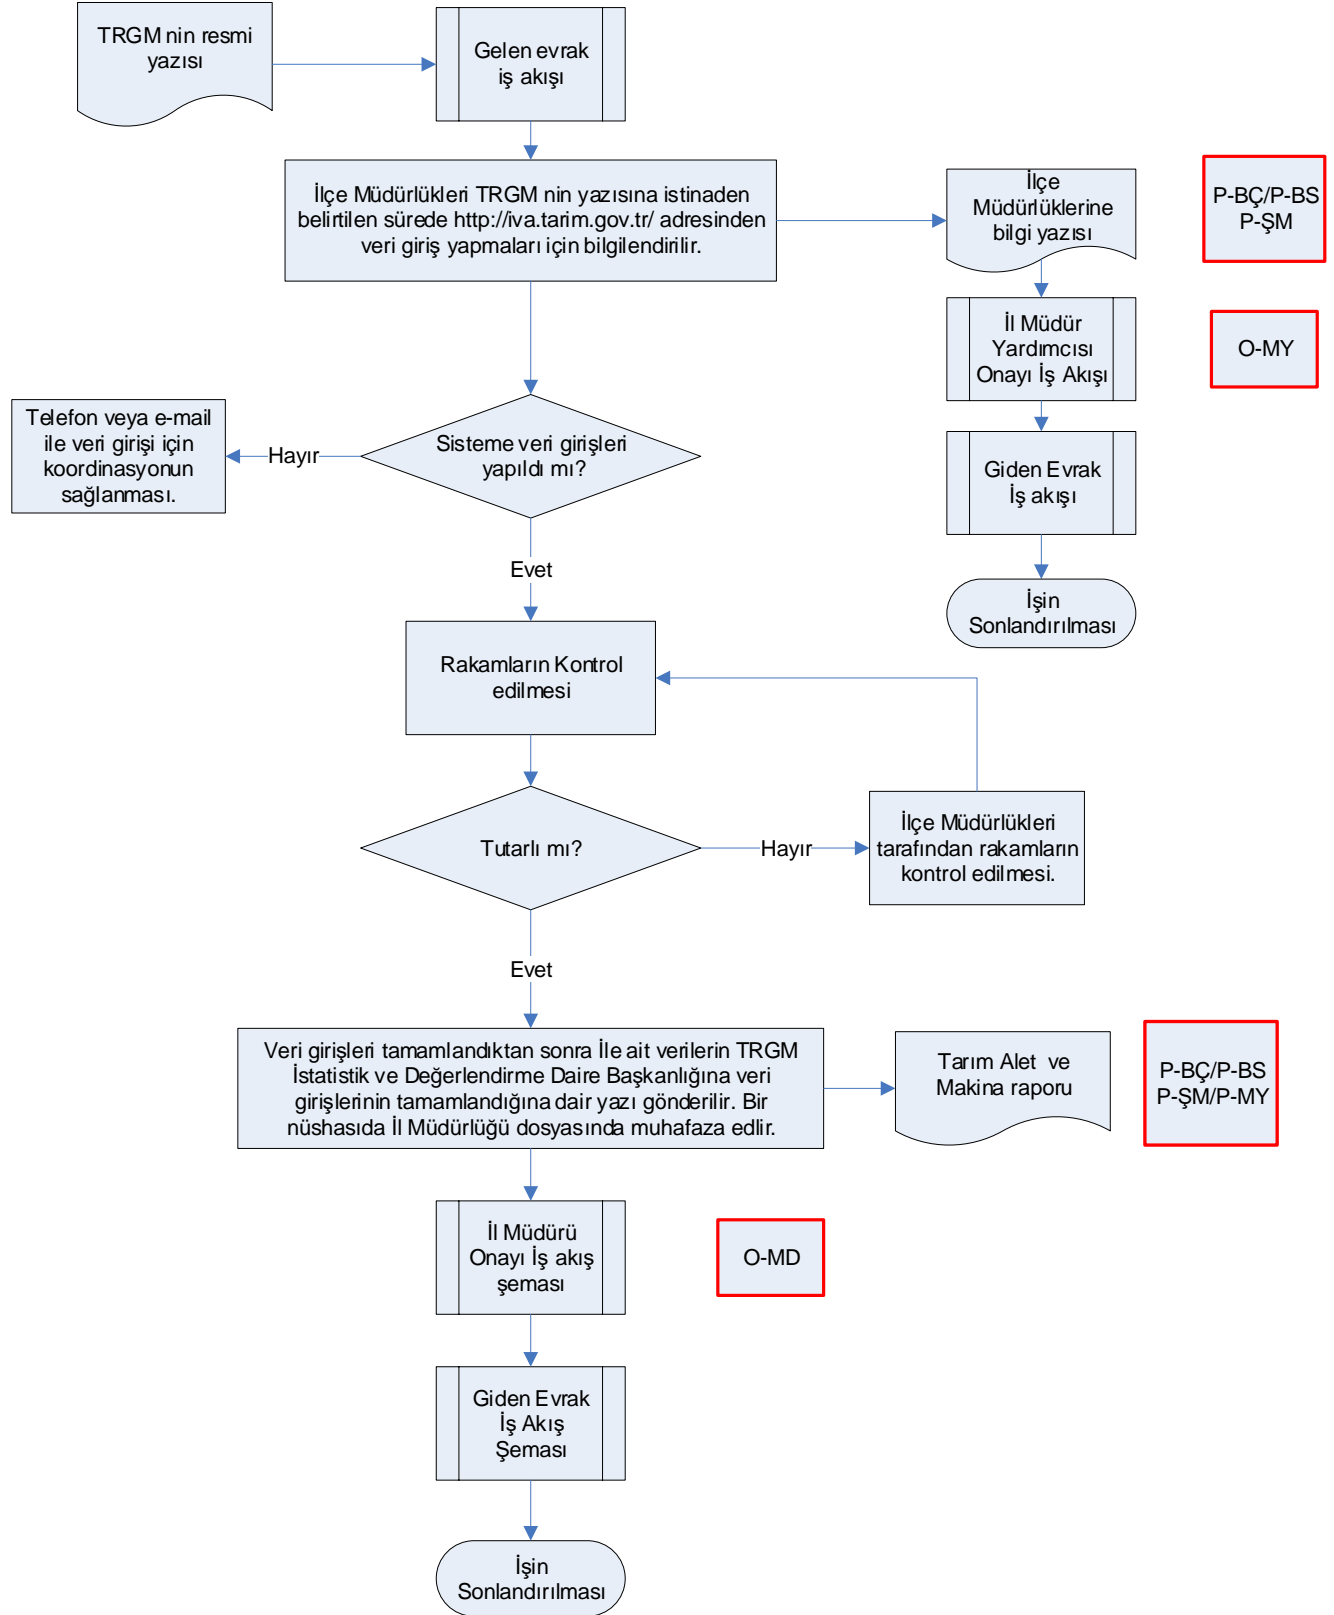 TRGM nin resmi
yazısı
Gelen evrak
iş akışı
İlçe Müdürlükleri TRGM nin yazısına istinaden
belirtilen sürede http://iva.tarim.gov.tr/ adresinden
veri giriş yapmaları için bilgilendirilir.
İlçe
Müdürlüklerine
bilgi yazısı
P-BÇ/P-BS
P-ŞM
İl Müdür
Yardımcısı
Onayı İş Akışı
O-MY
Telefon veya e-mail
ile veri girişi için
koordinasyonun
sağlanması.
Hayır
Sisteme veri girişleri
yapıldı mı?
Giden Evrak
İş akışı
Evet
İşin
Sonlandırılması
Rakamların Kontrol
edilmesi
Tutarlı mı?
Hayır
İlçe Müdürlükleri
tarafından rakamların
kontrol edilmesi.
Evet
Veri girişleri tamamlandıktan sonra İle ait verilerin TRGM
İstatistik ve Değerlendirme Daire Başkanlığına veri
girişlerinin tamamlandığına dair yazı gönderilir. Bir
nüshasıda İl Müdürlüğü dosyasında muhafaza edlir.
Tarım Alet ve
Makina raporu
P-BÇ/P-BS
P-ŞM/P-MY
İl Müdürü
Onayı İş akış
şeması
O-MD
Giden Evrak
İş Akış
Şeması
İşin
Sonlandırılması